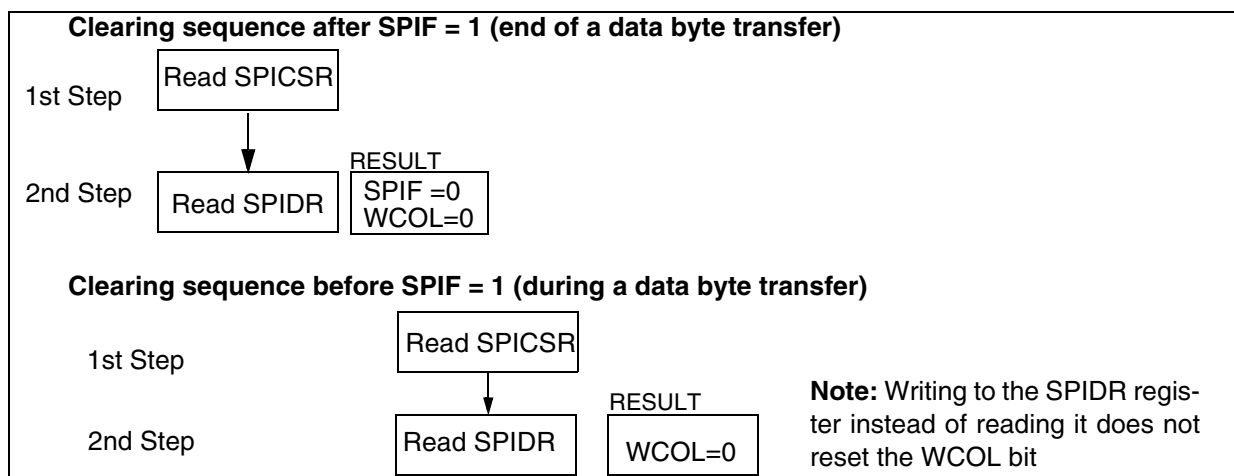 Clearing sequence after SPIF = 1 (end of a data byte transfer)
1st Step
Read SPICSR
2nd Step
Read SPIDR
RESULT
SPIF =0
WCOL=0
Clearing sequence before SPIF = 1 (during a data byte transfer)
1st Step
Read SPICSR
2nd Step
Read SPIDR
RESULT
WCOL=0
Note: Writing to the SPIDR regis-
ter instead of reading it does not
reset the WCOL bit